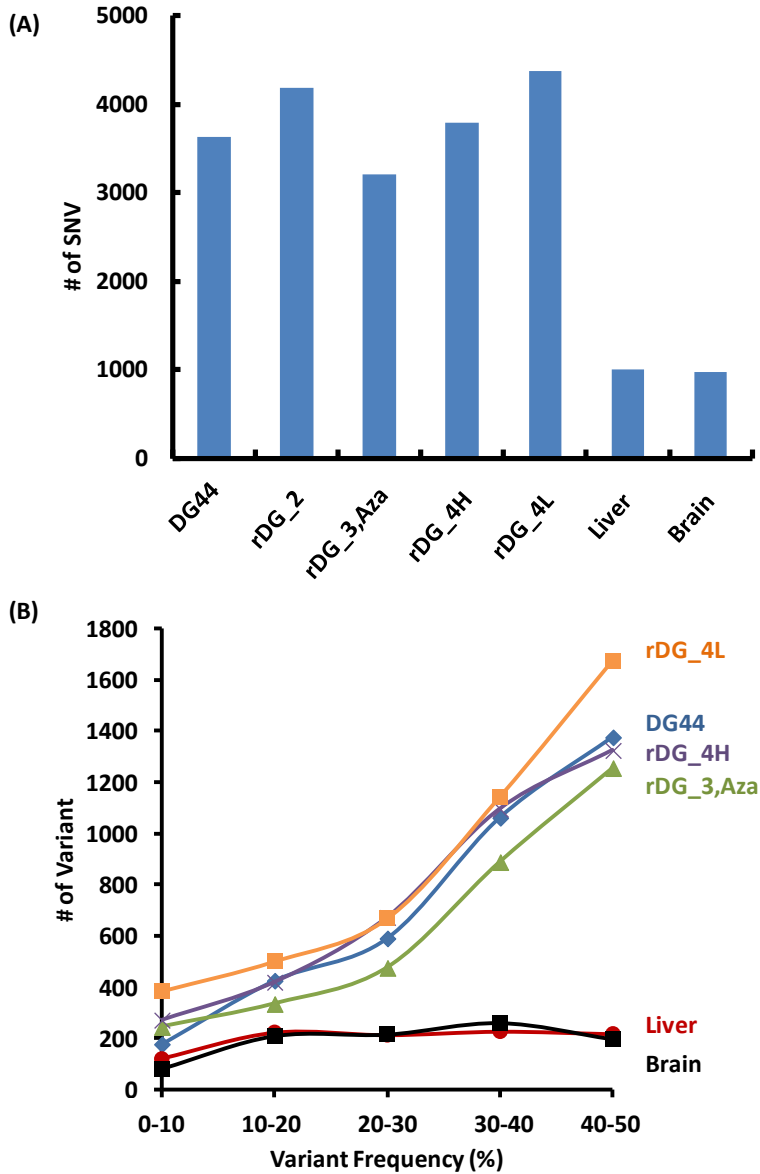 (A)
5000
4000
3000
2000
1000
0
# of SNV
DG44
rDG_2
rDG_3,Aza
rDG_4H
rDG_4L
Liver
Brain
(B)
1800
1600
1400
1200
1000
800
600
400
200
0
# of Variant
rDG_4L
DG44
rDG_4H
rDG_3,Aza
Liver
Brain
0-10 10-20 20-30 30-40 40-50
Variant Frequency (%)